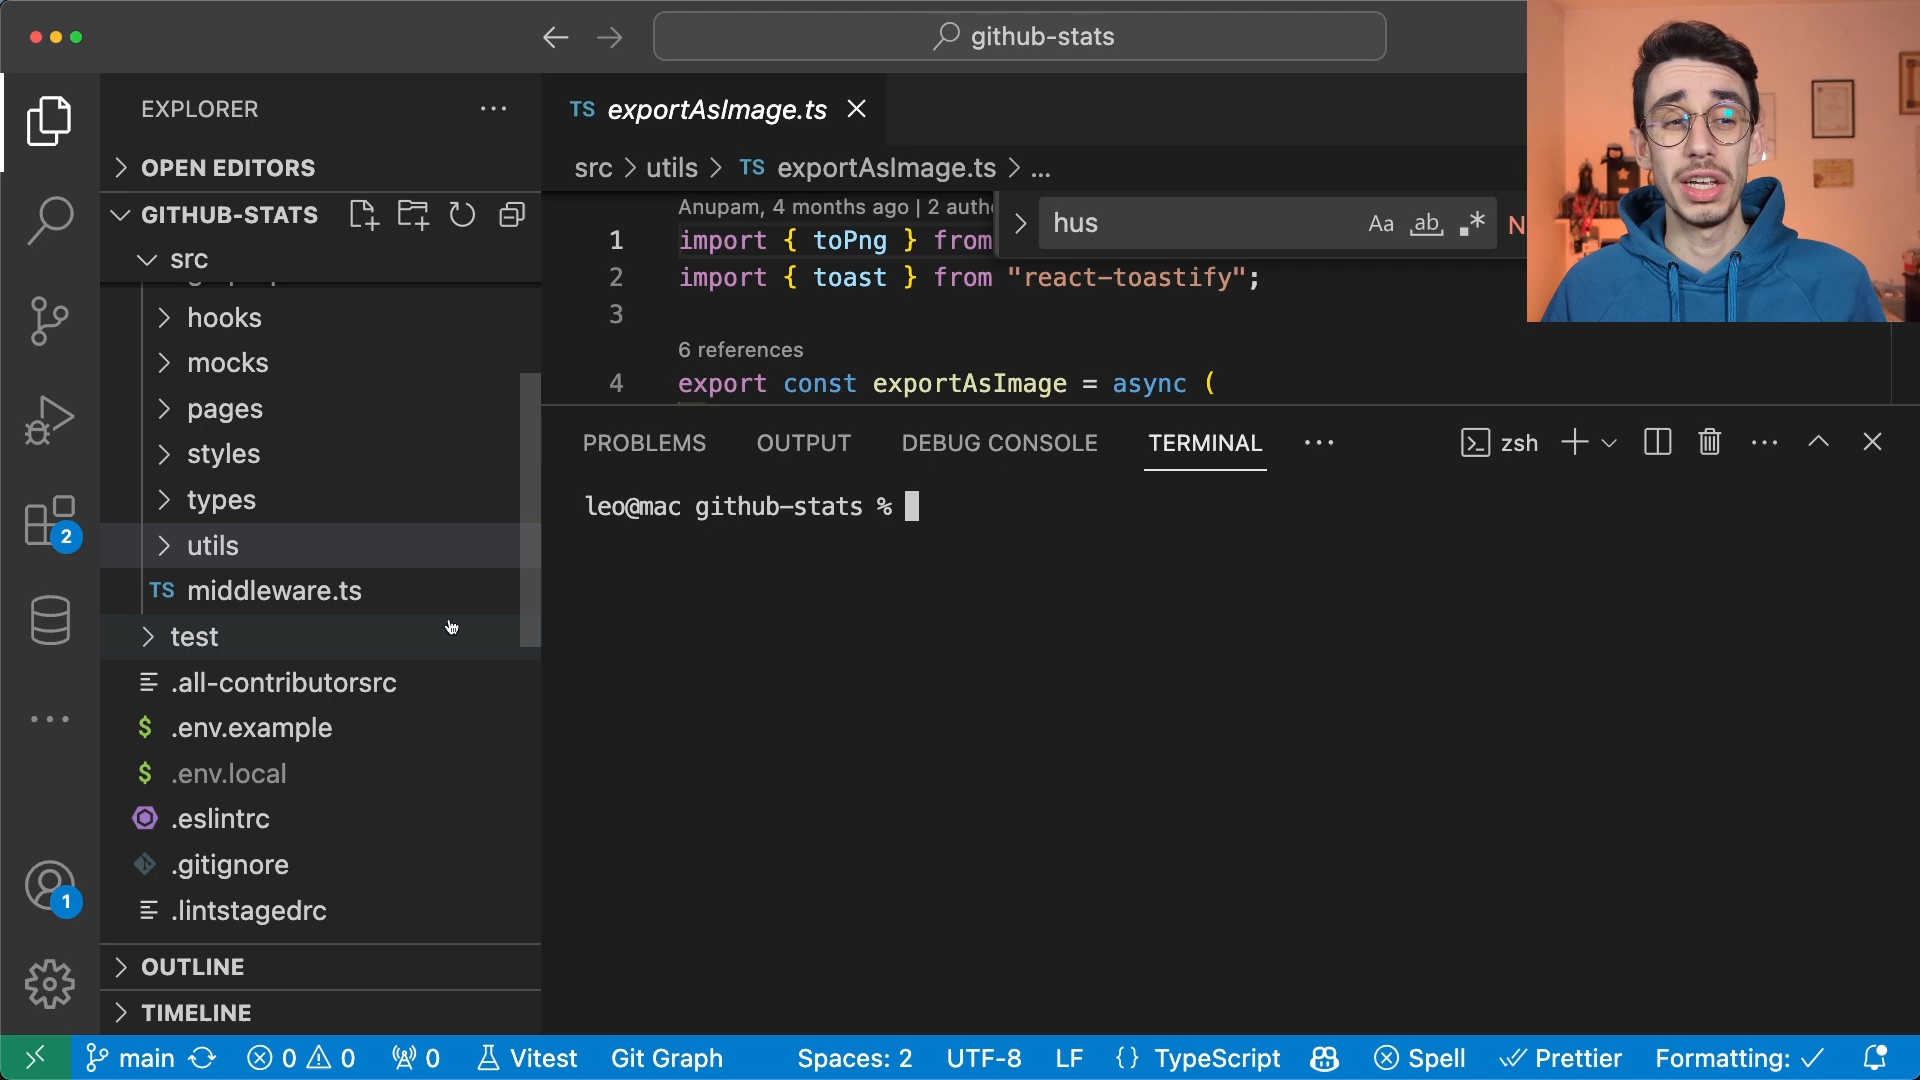 github-stats
EXPLORER
OPEN EDITORS
GITHUB-STATS
src
hooks
mocks
pages
styles
types
utils
TS middleware.ts
test
.all-contributorsrc
$ .env.example
$ .env.local
.eslintrc
.gitignore
.lintstagedrc
OUTLINE
TIMELINE
2
1
TS exportAsImage.ts
src > utils > TS exportAsImage.ts > ...
Anupam, 4 months ago | 2 auth
hus
Aa ab .*
N
1 import { toPng } from
2 import { toast } from "react-toastify";
3
6 references
4 export const exportAsImage = async (
PROBLEMS OUTPUT DEBUG CONSOLE TERMINAL ... zsh
leo@mac github-stats %
main 0 0 0 Vitest Git Graph Spaces: 2 UTF-8 LF {} TypeScript Spell Prettier Formatting: ✓